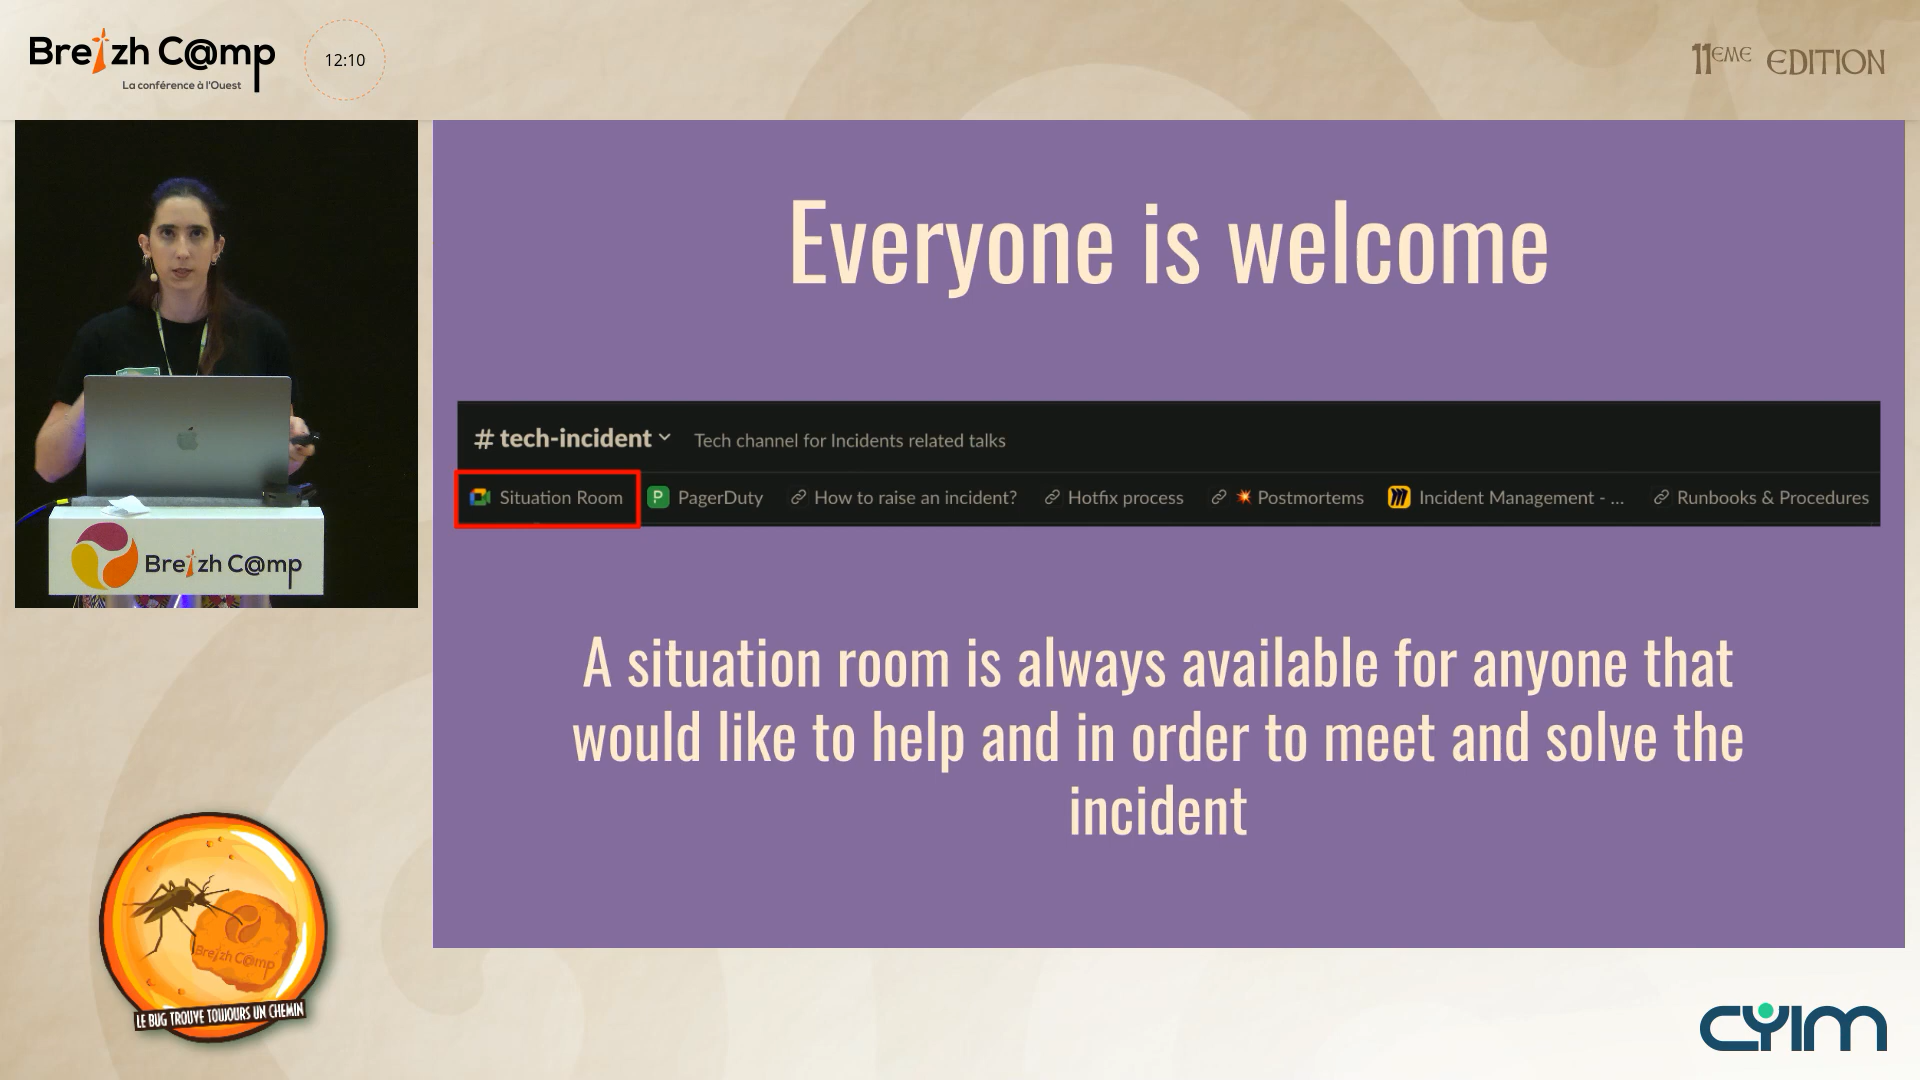 Breizh C@mp
La conférence à l'Ouest
12:10
11EME EDITION
Everyone is welcome
# tech-incident
Tech channel for Incidents related talks
Situation Room
PagerDuty
How to raise an incident?
Hotfix process
Postmortems
Incident Management - ...
Runbooks & Procedures
A situation room is always available for anyone that
would like to help and in order to meet and solve the
incident
Breizh C@mp
Breizh C@mp
LE BUG TROUVE TOUJOURS UN CHEMIN
CYIM